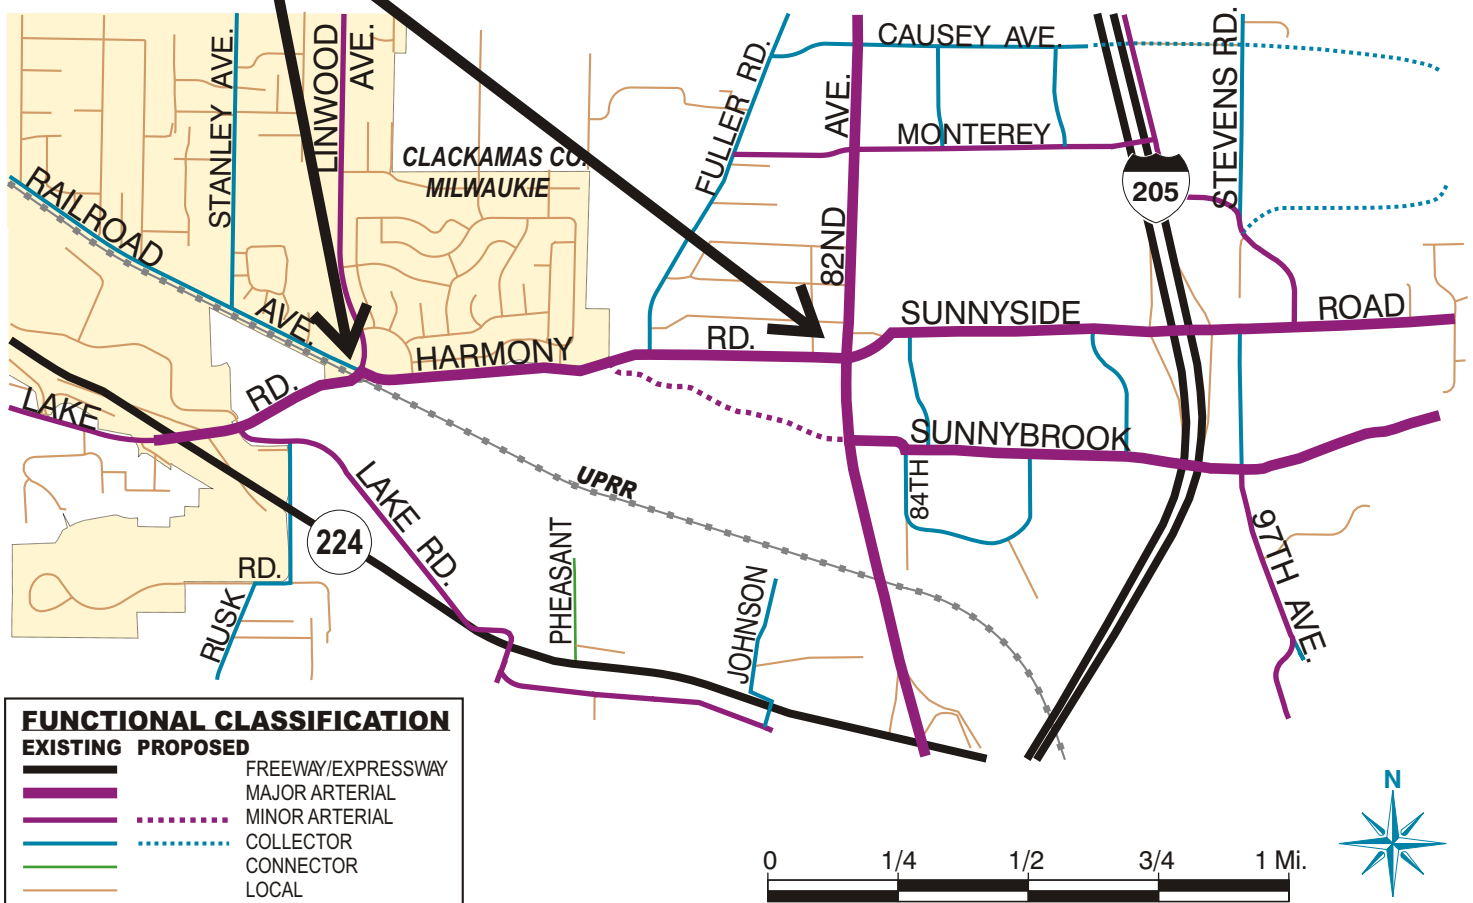 STANLEY AVE.
LINWOOD
AVE.
FULLER RD.
82ND
AVE.
CAUSEY AVE.
MONTEREY
STEVENS RD.
205
CLACKAMAS CO.
MILWAUKIE
RAILROAD
AVE.
HARMONY
RD.
SUNNYSIDE
ROAD
LAKE
RD.
SUNNYBROOK
84TH
UPRR
LAKE RD.
224
PHEASANT
JOHNSON
97TH AVE.
RD.
RUSK
FUNCTIONAL CLASSIFICATION
EXISTING PROPOSED
FREEWAY/EXPRESSWAY
MAJOR ARTERIAL
MINOR ARTERIAL
COLLECTOR
CONNECTOR
LOCAL
0 1/4 1/2 3/4 1 Mi.
N